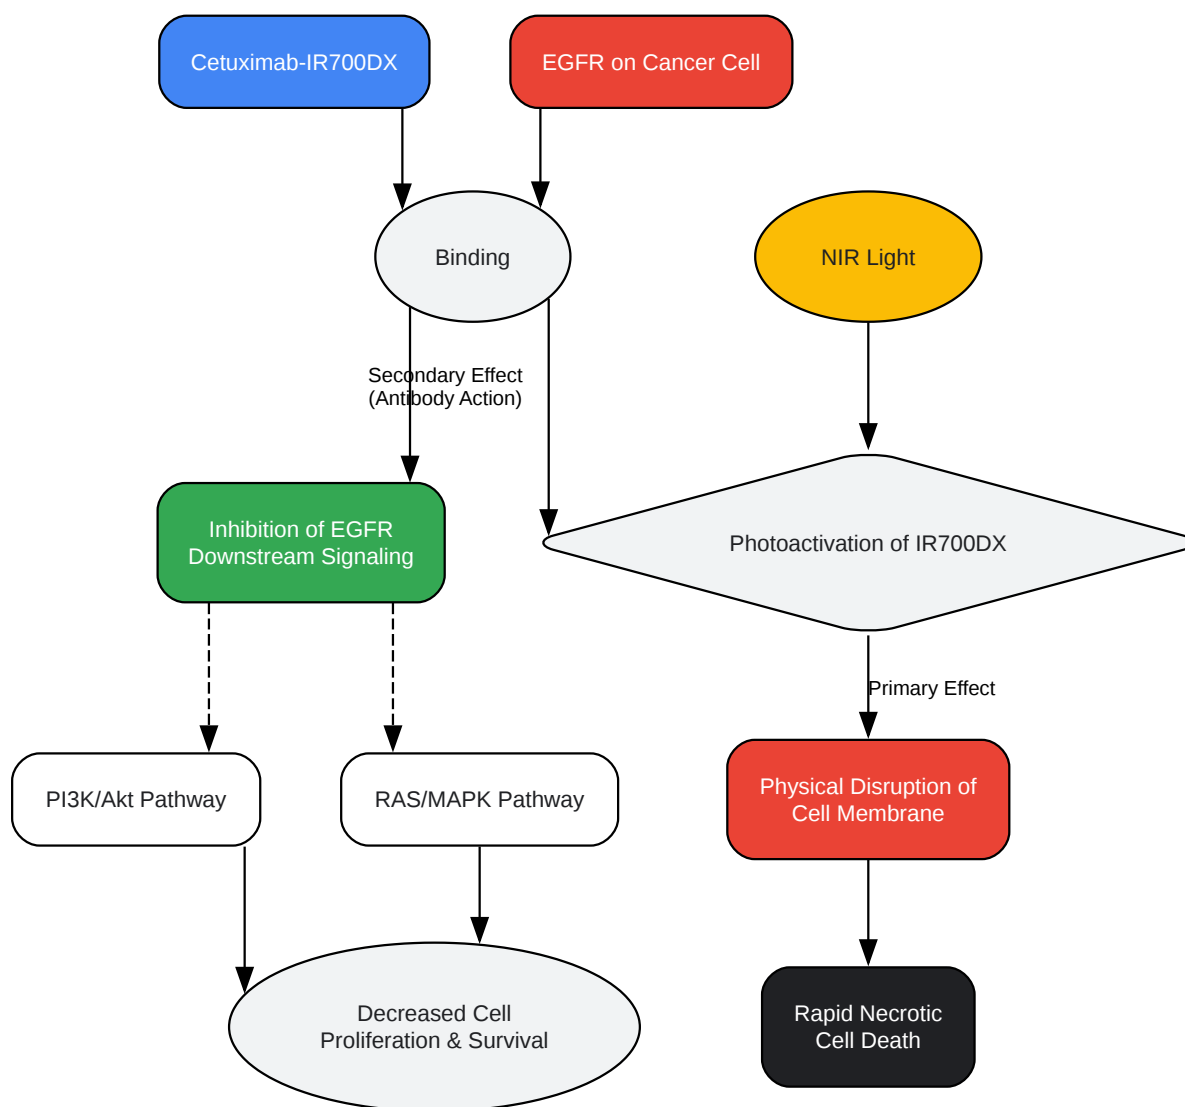 Cetuximab-IR700DX
EGFR on Cancer Cell
Binding
NIR Light
Secondary Effect
(Antibody Action)
Inhibition of EGFR
Downstream Signaling
Photoactivation of IR700DX
Primary Effect
PI3K/Akt Pathway
RAS/MAPK Pathway
Physical Disruption of
Cell Membrane
Decreased Cell
Proliferation & Survival
Rapid Necrotic
Cell Death